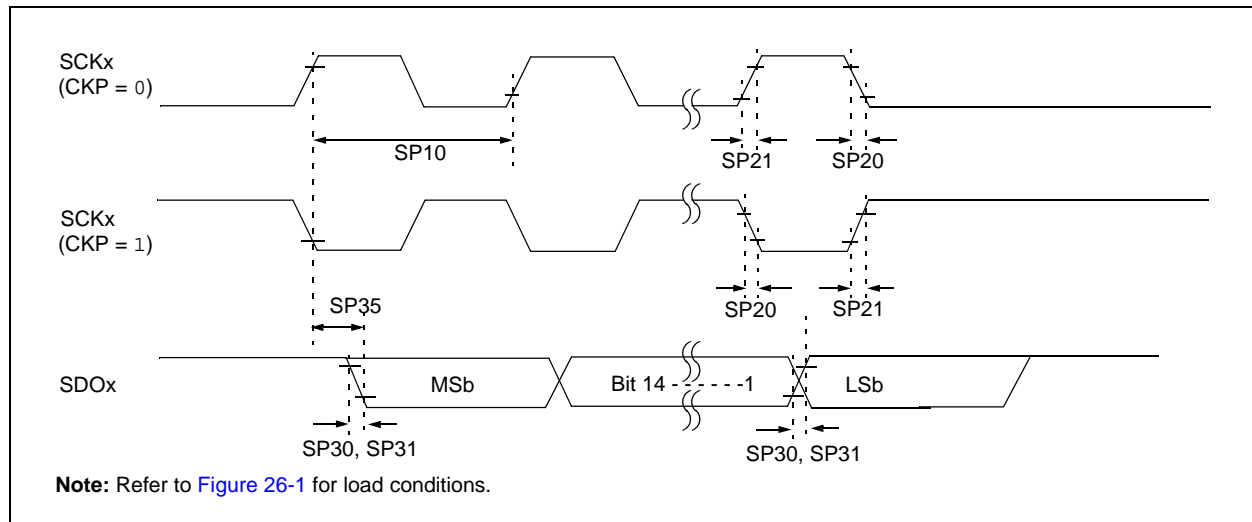 SCKx
(CKP = 0)
SP10
SP21
SP20
SCKx
(CKP = 1)
SP20
SP21
SP35
SDOx
MSb
Bit 14 - - - - - -1
LSb
SP30, SP31
SP30, SP31
Note: Refer to Figure 26-1 for load conditions.